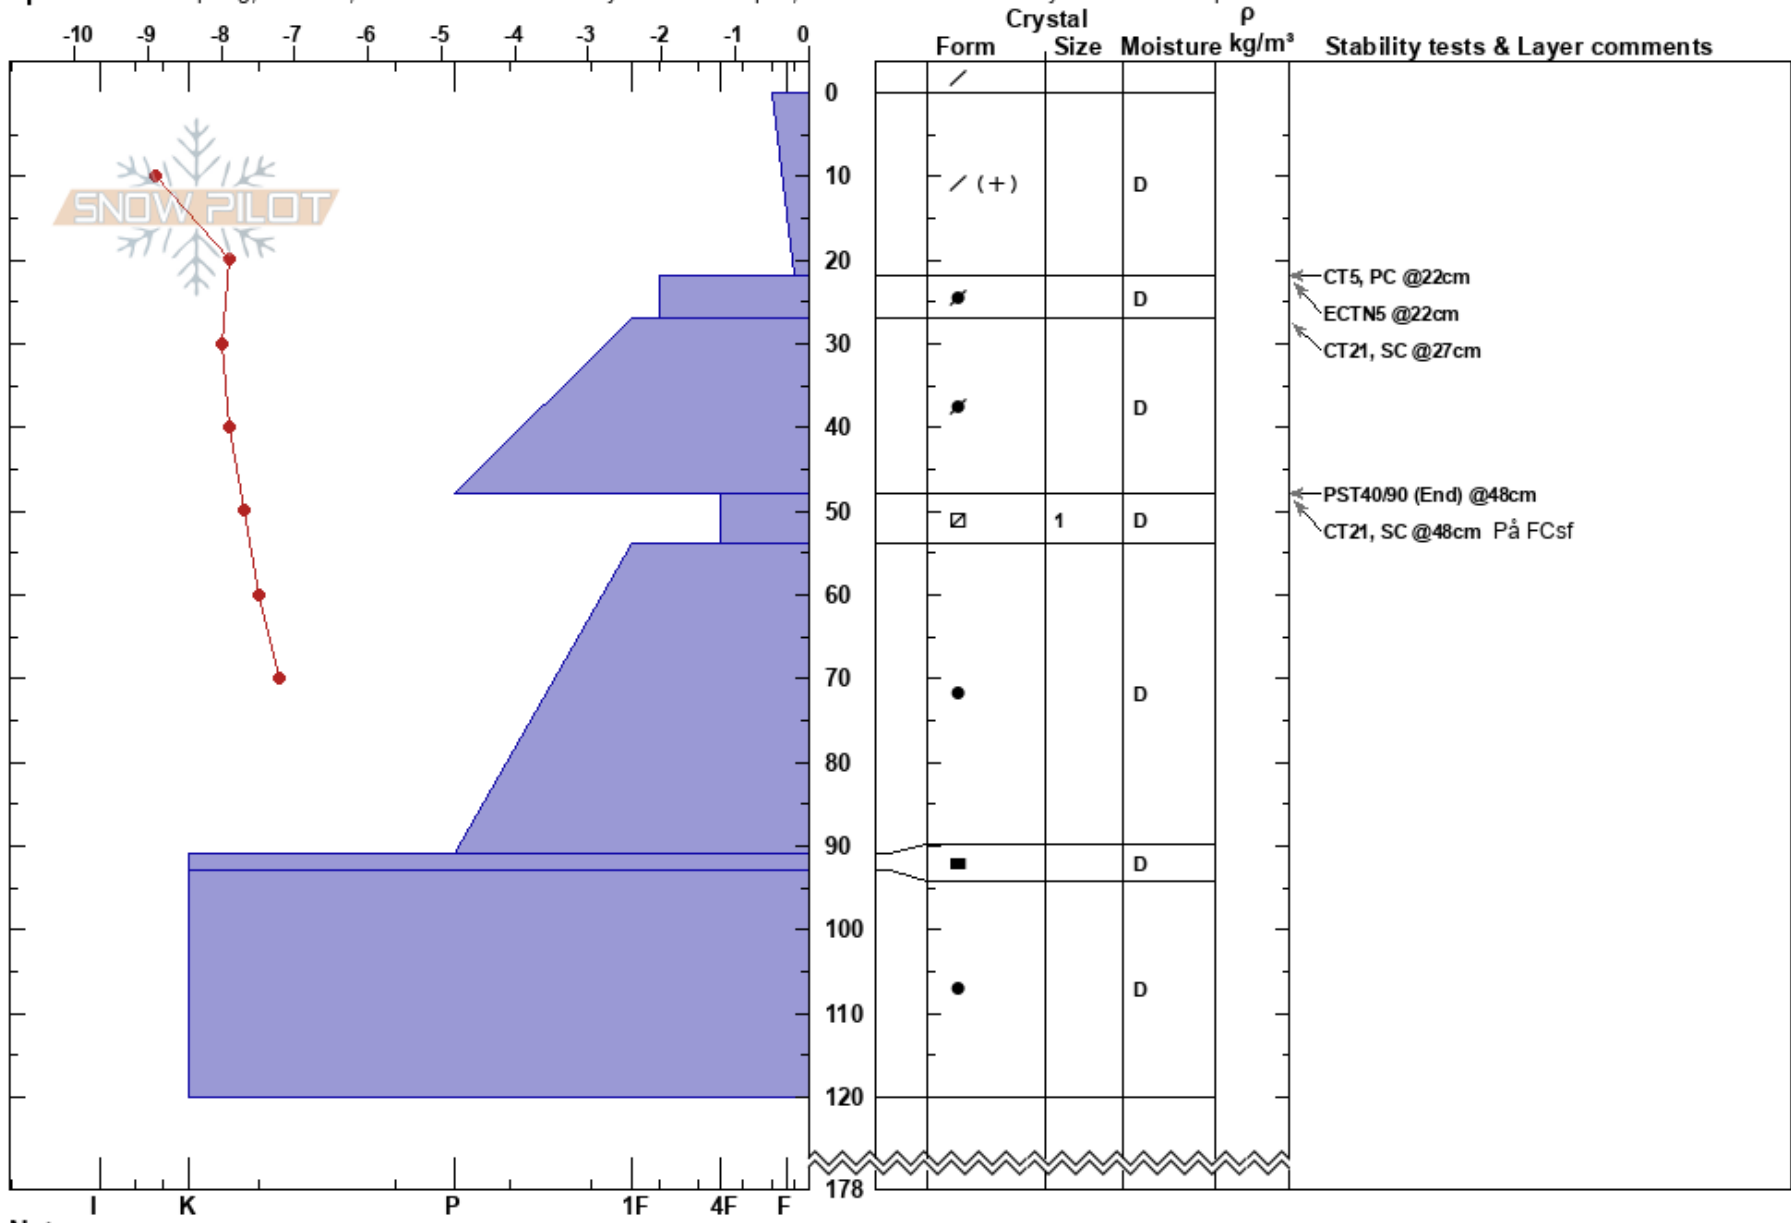 Crystal ρ
Form Size Moisture kg/m³ Stability tests & Layer comments
-10 -9 -8 -7 -6 -5 -4 -3 -2 -1 0
0
SNOW PILOT
10
(+) D
20
CT5, PC @22cm
D
ECTN5 @22cm
30
CT21, SC @27cm
D
40
PST40/90 (End) @48cm
50
1 D
CT21, SC @48cm På FCsf
60
70
D
80
90
D
100
D
110
120
178
I K P 1F 4F F